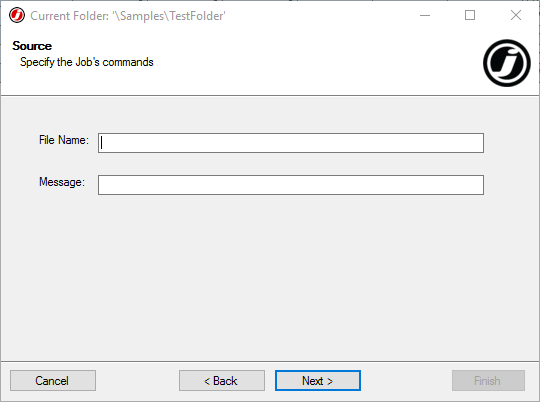 Current Folder: '\Samples\TestFolder'
Source
Specify the Job's commands
File Name:
Message:
Cancel
< Back
Next >
Finish